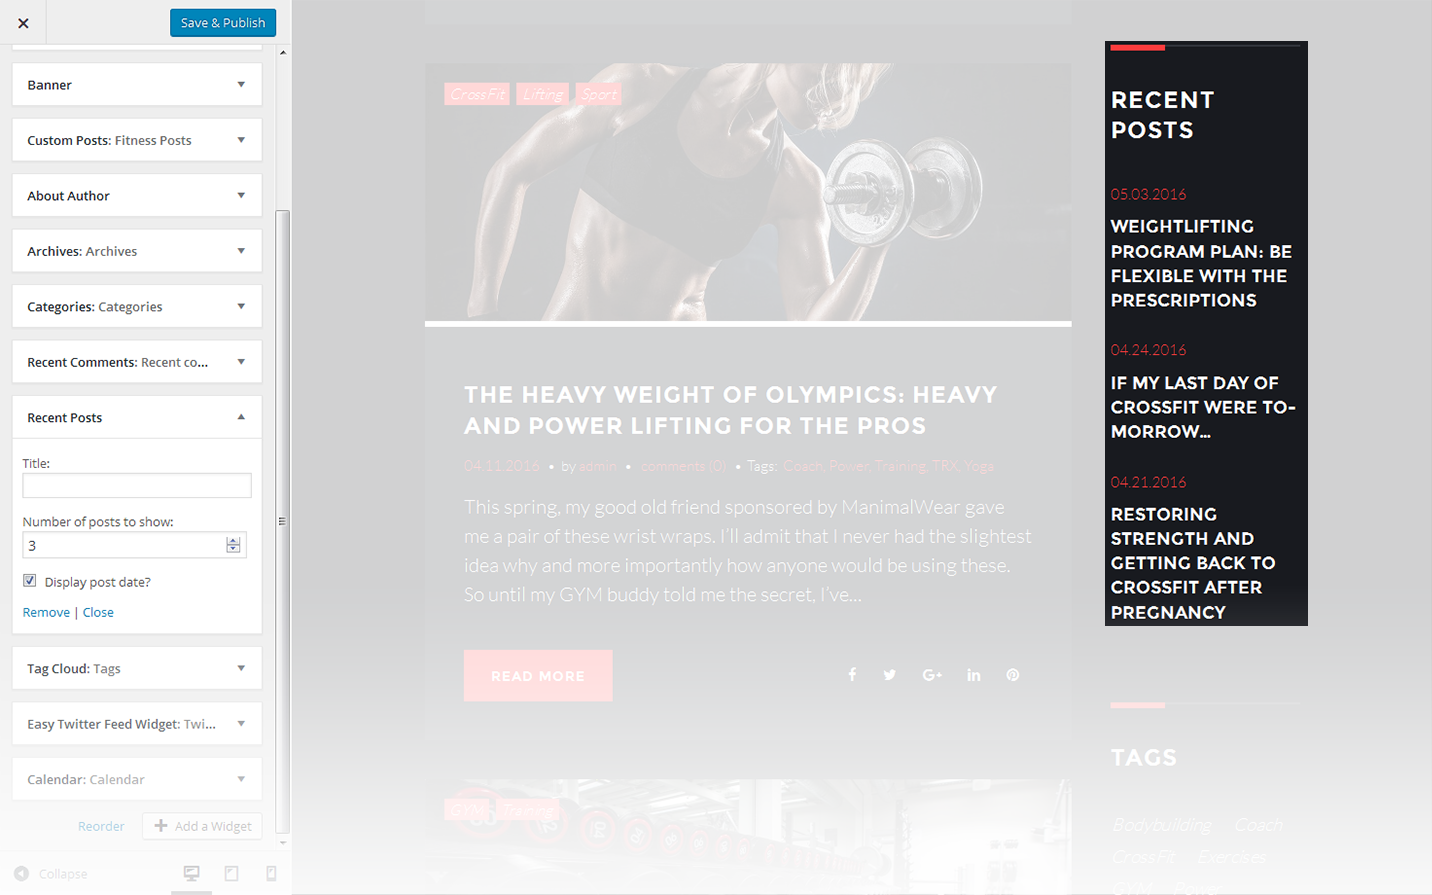 Save & Publish
Banner
Custom Posts: Fitness Posts
About Author
Archives: Archives
Categories: Categories
Recent Comments: Recent co...
Recent Posts
Title:
Number of posts to show:
3
Display post date?
Remove | Close
Tag Cloud: Tags
Easy Twitter Feed Widget: Twi...
Calendar: Calendar
Reorder
Add a Widget
Collapse
CrossFit Lifting Sport
THE HEAVY WEIGHT OF OLYMPICS: HEAVY
AND POWER LIFTING FOR THE PROS
04.11.2016 • by admin • comments (0) • Tags: Coach, Power, Training, TRX, Yoga
This spring, my good old friend sponsored by ManimalWear gave
me a pair of these wrist wraps. I'll admit that I never had the slightest
idea why and more importantly how anyone would be using these.
So until my GYM buddy told me the secret, I've...
READ MORE
GYM Training
RECENT
POSTS
05.03.2016
WEIGHTLIFTING
PROGRAM PLAN: BE
FLEXIBLE WITH THE
PRESCRIPTIONS
04.24.2016
IF MY LAST DAY OF
CROSSFIT WERE TO-
MORROW...
04.21.2016
RESTORING
STRENGTH AND
GETTING BACK TO
CROSSFIT AFTER
PREGNANCY
TAGS
Bodybuilding Coach
CrossFit Exercises
GYM Power